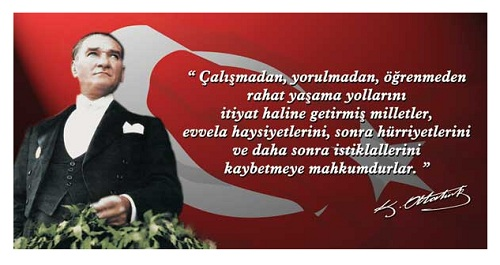 “ Çalışmadan, yorulmadan, öğrenmeden
rahat yaşama yollarını
itiyat haline getirmiş milletler,
evvela haysiyetlerini, sonra hürriyetlerini
ve daha sonra istiklallerini
kaybetmeye mahkumdurlar. ”
K. Atatürk